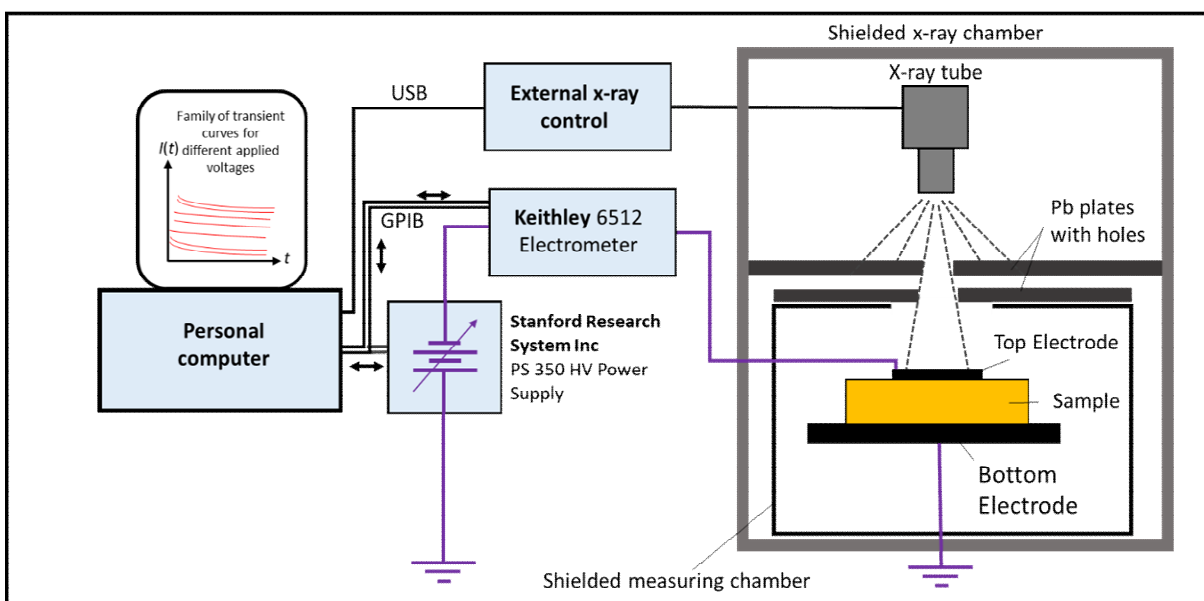 Shielded x-ray chamber
X-ray tube
USB
External x-ray
control
Family of transient
curves for
I(t) different applied
voltages
t
GPIB
Keithley 6512
Electrometer
Pb plates
with holes
Personal
computer
Stanford Research
System Inc
PS 350 HV Power
Supply
Top Electrode
Sample
Bottom
Electrode
Shielded measuring chamber